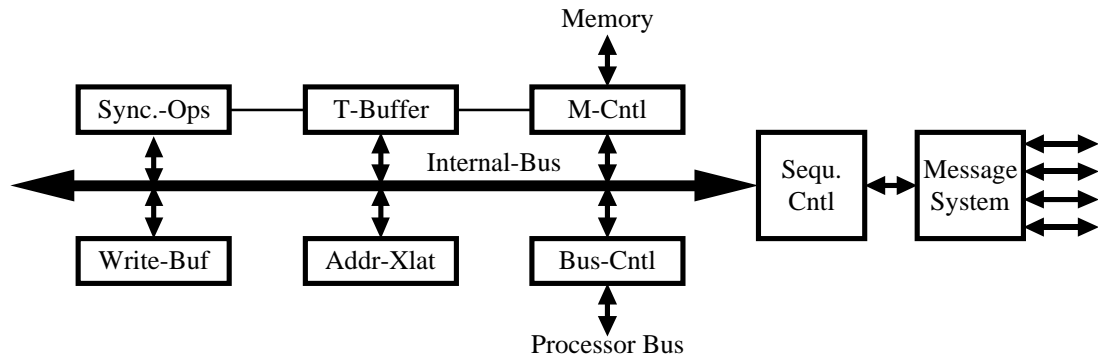 Memory
Sync.-Ops
T-Buffer
M-Cntl
Internal-Bus
Sequ.
Cntl
Message
System
Write-Buf
Addr-Xlat
Bus-Cntl
Processor Bus